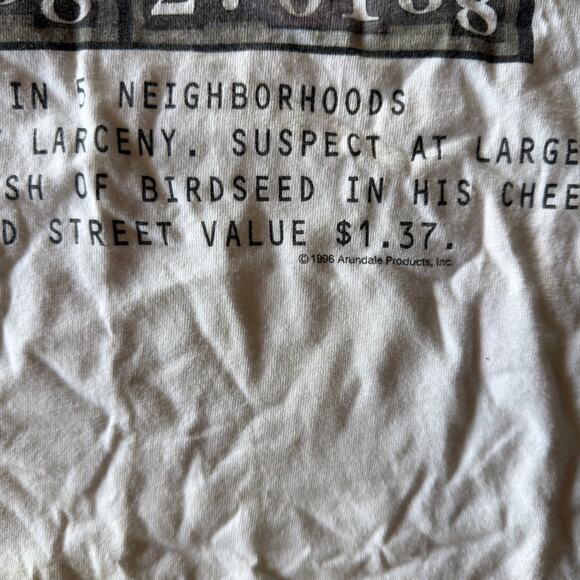 IN 5 NEIGHBORHOODS
LARCENY. SUSPECT AT LARGE
SH OF BIRDSEED IN HIS CHEE
D STREET VALUE $1.37.
© 1996 Arundale Products, Inc.